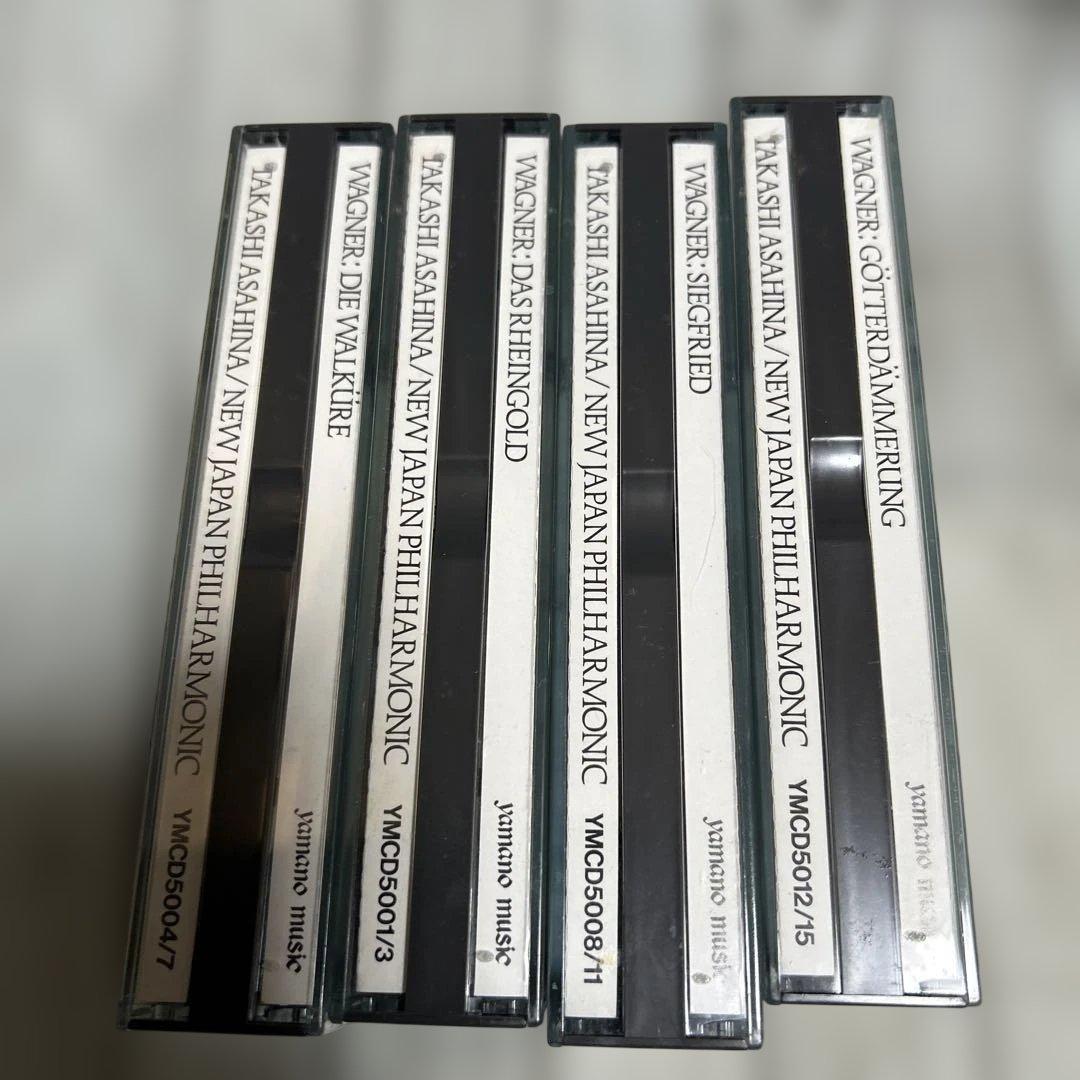 WAGNER: DIE WALKÜRE yamano music
TAKASHI ASAHINA/NEW JAPAN PHILHARMONIC YMCD5004/7
WAGNER: DAS RHEINGOLD yamano music
TAKASHI ASAHINA/NEW JAPAN PHILHARMONIC YMCD5001/3
WAGNER: SIEGFRIED yamano music
TAKASHI ASAHINA/NEW JAPAN PHILHARMONIC YMCD5008/11
WAGNER: GÖTTERDÄMMERUNG yamano music
TAKASHI ASAHINA/NEW JAPAN PHILHARMONIC YMCD5012/15